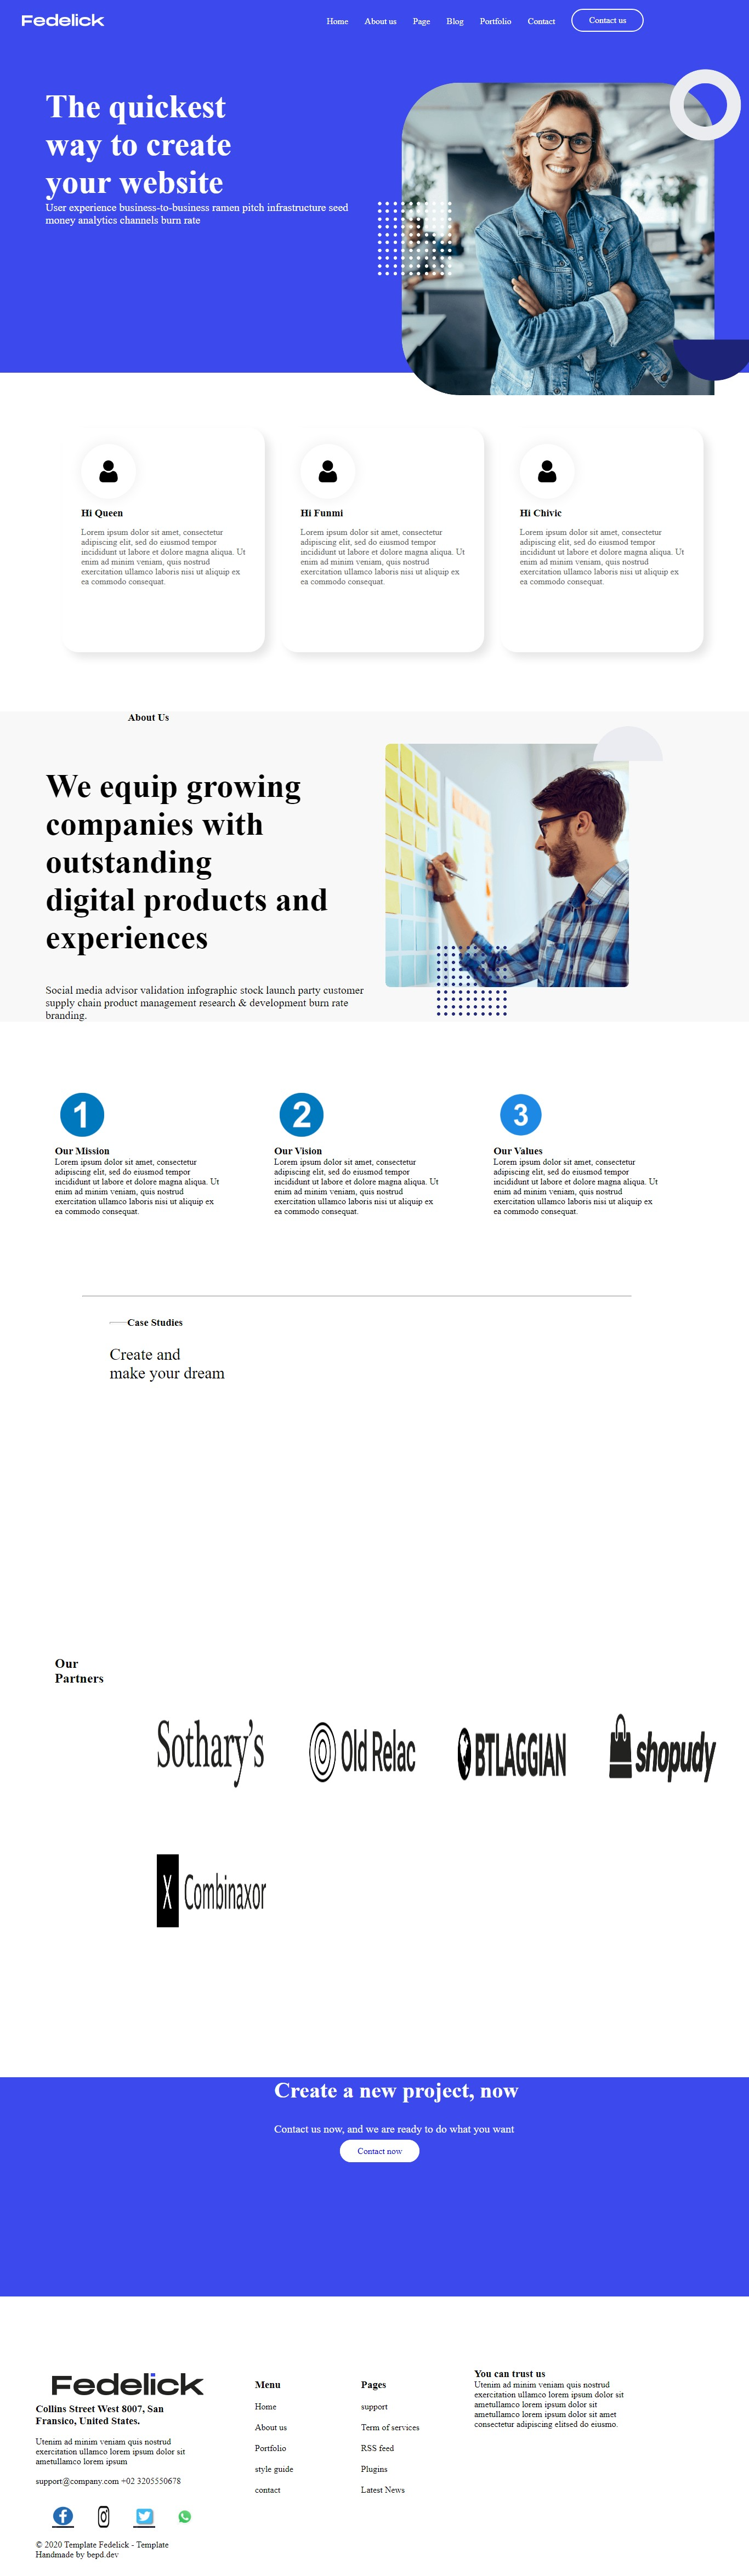 Fedelick
Home About us Page Blog Portfolio Contact Contact us
The quickest
way to create
your website
User experience business-to-business ramen pitch infrastructure seed
money analytics channels burn rate
Hi Queen
Lorem ipsum dolor sit amet, consectetur
adipiscing elit, sed do eiusmod tempor
incididunt ut labore et dolore magna aliqua. Ut
enim ad minim veniam, quis nostrud
exercitation ullamco laboris nisi ut aliquip ex
ea commodo consequat.
Hi Funmi
Lorem ipsum dolor sit amet, consectetur
adipiscing elit, sed do eiusmod tempor
incididunt ut labore et dolore magna aliqua. Ut
enim ad minim veniam, quis nostrud
exercitation ullamco laboris nisi ut aliquip ex
ea commodo consequat.
Hi Chivic
Lorem ipsum dolor sit amet, consectetur
adipiscing elit, sed do eiusmod tempor
incididunt ut labore et dolore magna aliqua. Ut
enim ad minim veniam, quis nostrud
exercitation ullamco laboris nisi ut aliquip ex
ea commodo consequat.
About Us
We equip growing
companies with
outstanding
digital products and
experiences
Social media advisor validation infographic stock launch party customer
supply chain product management research & development burn rate
branding.
1
Our Mission
Lorem ipsum dolor sit amet, consectetur
adipiscing elit, sed do eiusmod tempor
incididunt ut labore et dolore magna aliqua. Ut
enim ad minim veniam, quis nostrud
exercitation ullamco laboris nisi ut aliquip ex
ea commodo consequat.
2
Our Vision
Lorem ipsum dolor sit amet, consectetur
adipiscing elit, sed do eiusmod tempor
incididunt ut labore et dolore magna aliqua. Ut
enim ad minim veniam, quis nostrud
exercitation ullamco laboris nisi ut aliquip ex
ea commodo consequat.
3
Our Values
Lorem ipsum dolor sit amet, consectetur
adipiscing elit, sed do eiusmod tempor
incididunt ut labore et dolore magna aliqua. Ut
enim ad minim veniam, quis nostrud
exercitation ullamco laboris nisi ut aliquip ex
ea commodo consequat.
Case Studies
Create and
make your dream
Our
Partners
Sothary's
Old Relac
BTLAGGIAN
shopudy
X Combinaxor
Create a new project, now
Contact us now, and we are ready to do what you want
Contact now
Fedelick
Collins Street West 8007, San
Fransico, United States.
Utenim ad minim veniam quis nostrud
exercitation ullamco lorem ipsum dolor sit
ametullamco lorem ipsum
support@company.com +02 3205550678
© 2020 Template Fedelick - Template
Handmade by bepd.dev
Menu
Home
About us
Portfolio
style guide
contact
Pages
support
Term of services
RSS feed
Plugins
Latest News
You can trust us
Utenim ad minim veniam quis nostrud
exercitation ullamco lorem ipsum dolor sit
ametullamco lorem ipsum dolor sit
ametullamco lorem ipsum dolor sit amet
consectetur adipiscing elitsed do eiusmo.